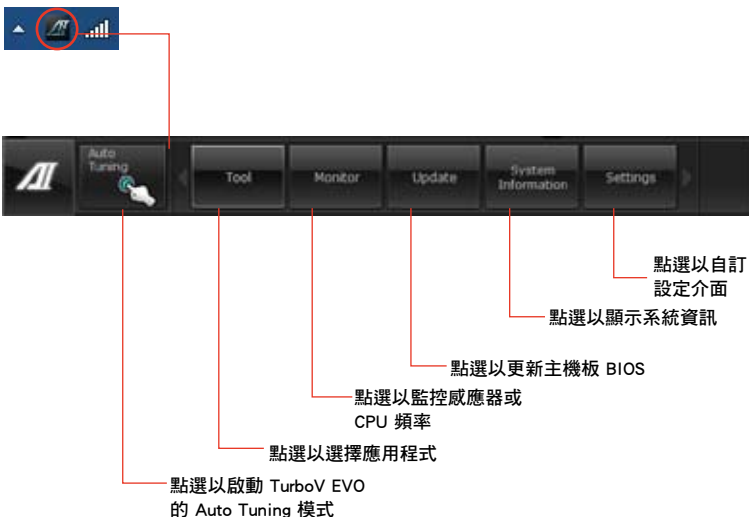 Auto
Tuning
Tool
Monitor
Update
System
Information
Settings
點選以自訂
設定介面
點選以顯示系統資訊
點選以更新主機板 BIOS
點選以監控感應器或
CPU 頻率
點選以選擇應用程式
點選以啟動 TurboV EVO
的 Auto Tuning 模式